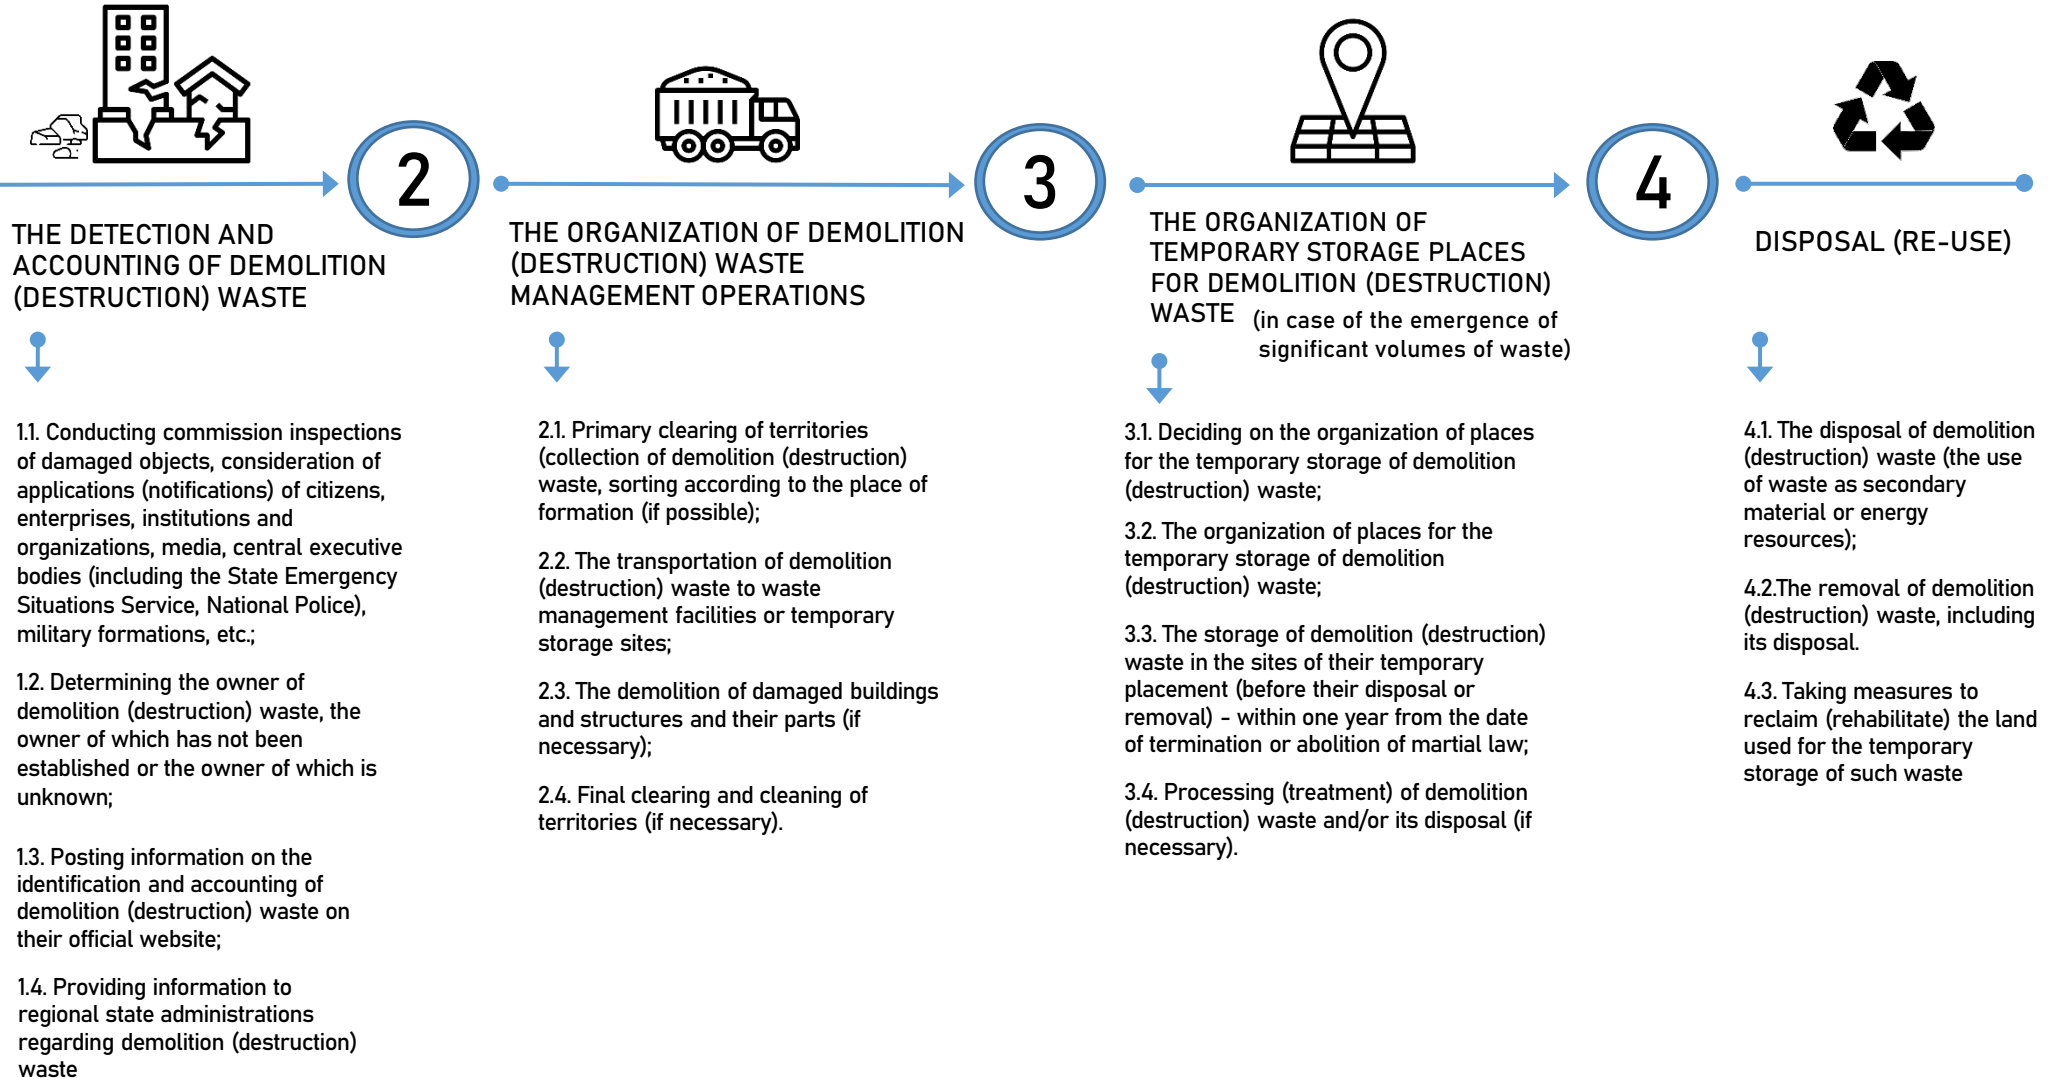 THE DETECTION AND
ACCOUNTING OF DEMOLITION
(DESTRUCTION) WASTE
1.1. Conducting commission inspections
of damaged objects, consideration of
applications (notifications) of citizens,
enterprises, institutions and
organizations, media, central executive
bodies (including the State Emergency
Situations Service, National Police),
military formations, etc.;
1.2. Determining the owner of
demolition (destruction) waste, the
owner of which has not been
established or the owner of which is
unknown;
1.3. Posting information on the
identification and accounting of
demolition (destruction) waste on
their official website;
1.4. Providing information to
regional state administrations
regarding demolition (destruction)
waste
2
THE ORGANIZATION OF DEMOLITION
(DESTRUCTION) WASTE
MANAGEMENT OPERATIONS
2.1. Primary clearing of territories
(collection of demolition (destruction)
waste, sorting according to the place of
formation (if possible);
2.2. The transportation of demolition
(destruction) waste to waste
management facilities or temporary
storage sites;
2.3. The demolition of damaged buildings
and structures and their parts (if
necessary);
2.4. Final clearing and cleaning of
territories (if necessary).
3
THE ORGANIZATION OF
TEMPORARY STORAGE PLACES
FOR DEMOLITION (DESTRUCTION)
WASTE (in case of the emergence of
significant volumes of waste)
3.1. Deciding on the organization of places
for the temporary storage of demolition
(destruction) waste;
3.2. The organization of places for the
temporary storage of demolition
(destruction) waste;
3.3. The storage of demolition (destruction)
waste in the sites of their temporary
placement (before their disposal or
removal) - within one year from the date
of termination or abolition of martial law;
3.4. Processing (treatment) of demolition
(destruction) waste and/or its disposal (if
necessary).
4
DISPOSAL (RE-USE)
4.1. The disposal of demolition
(destruction) waste (the use
of waste as secondary
material or energy
resources);
4.2.The removal of demolition
(destruction) waste, including
its disposal.
4.3. Taking measures to
reclaim (rehabilitate) the land
used for the temporary
storage of such waste